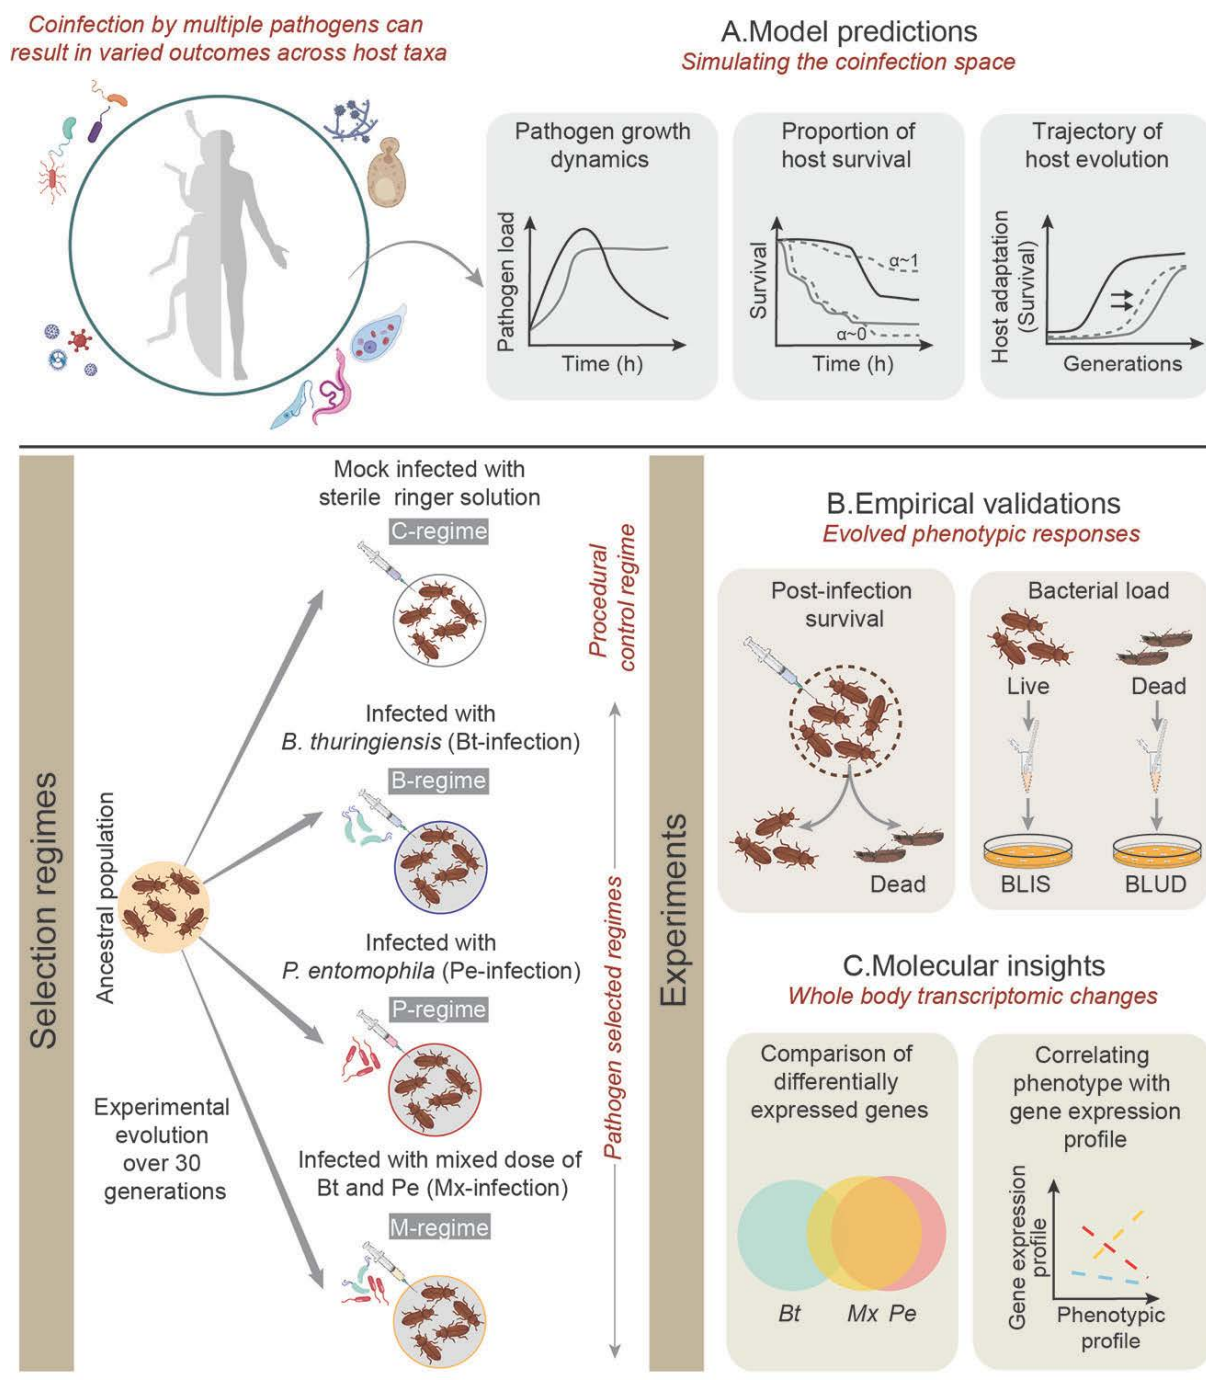 Coinfection by multiple pathogens can
result in varied outcomes across host taxa
A.Model predictions
Simulating the coinfection space
Pathogen growth
dynamics
Pathogen load
Time (h)
Proportion of
host survival
Survival
α~1
α~0
Time (h)
Trajectory of
host evolution
Host adaptation
(Survival)
Generations
Selection regimes
Ancestral population
Experimental
evolution
over 30
generations
Mock infected with
sterile ringer solution
C-regime
Infected with
B. thuringiensis (Bt-infection)
B-regime
Infected with
P. entomophila (Pe-infection)
P-regime
Infected with mixed dose of
Bt and Pe (Mx-infection)
M-regime
Procedural
control regime
Pathogen selected regimes
Experiments
B.Empirical validations
Evolved phenotypic responses
Post-infection
survival
Dead
Bacterial load
Live
Dead
BLIS
BLUD
C.Molecular insights
Whole body transcriptomic changes
Comparison of
differentially
expressed genes
Bt
Mx
Pe
Correlating
phenotype with
gene expression
profile
Gene expression
profile
Phenotypic
profile